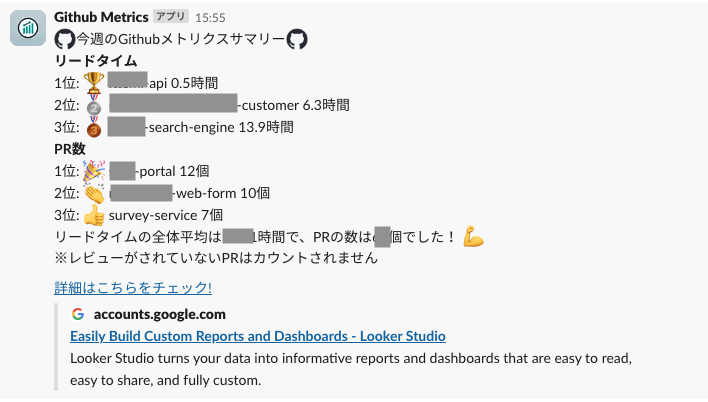 Github Metrics アプリ 15:55
今週のGithubメトリクスサマリー
リードタイム
1位: -api 0.5時間
2位: -customer 6.3時間
3位: -search-engine 13.9時間
PR数
1位: -portal 12個
2位: -web-form 10個
3位: survey-service 7個
リードタイムの全体平均は1時間で、PRの数は個でした！
※レビューがされていないPRはカウントされません
詳細はこちらをチェック!
accounts.google.com
Easily Build Custom Reports and Dashboards - Looker Studio
Looker Studio turns your data into informative reports and dashboards that are easy to read,
easy to share, and fully custom.